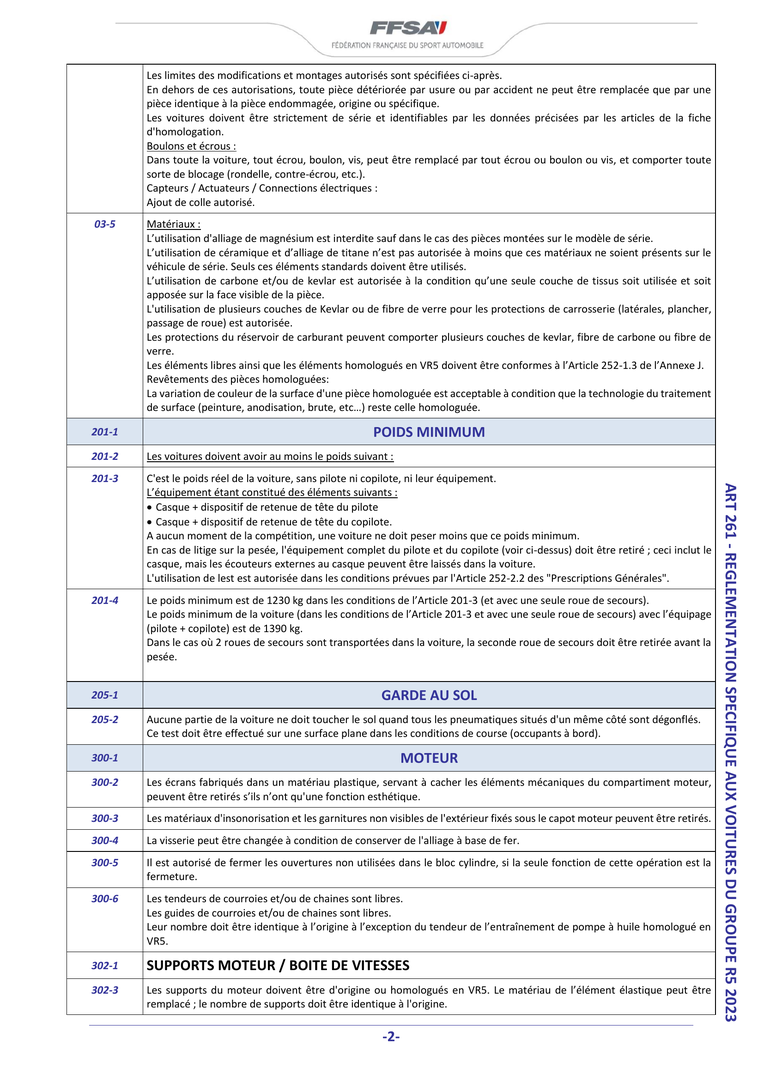 FFSA
FÉDÉRATION FRANÇAISE DU SPORT AUTOMOBILE
Les limites des modifications et montages autorisés sont spécifiées ci-après.
En dehors de ces autorisations, toute pièce détériorée par usure ou par accident ne peut être remplacée que par une
pièce identique à la pièce endommagée, origine ou spécifique.
Les voitures doivent être strictement de série et identifiables par les données précisées par les articles de la fiche
d'homologation.
Boulons et écrous :
Dans toute la voiture, tout écrou, boulon, vis, peut être remplacé par tout écrou ou boulon ou vis, et comporter toute
sorte de blocage (rondelle, contre-écrou, etc.).
Capteurs / Actuateurs / Connections électriques :
Ajout de colle autorisé.
03-5 Matériaux :
L'utilisation d'alliage de magnésium est interdite sauf dans le cas des pièces montées sur le modèle de série.
L'utilisation de céramique et d'alliage de titane n'est pas autorisée à moins que ces matériaux ne soient présents sur le
véhicule de série. Seuls ces éléments standards doivent être utilisés.
L'utilisation de carbone et/ou de kevlar est autorisée à la condition qu'une seule couche de tissus soit utilisée et soit
apposée sur la face visible de la pièce.
L'utilisation de plusieurs couches de Kevlar ou de fibre de verre pour les protections de carrosserie (latérales, plancher,
passage de roue) est autorisée.
Les protections du réservoir de carburant peuvent comporter plusieurs couches de kevlar, fibre de carbone ou fibre de
verre.
Les éléments libres ainsi que les éléments homologués en VR5 doivent être conformes à l'Article 252-1.3 de l'Annexe J.
Revêtements des pièces homologuées:
La variation de couleur de la surface d'une pièce homologuée est acceptable à condition que la technologie du traitement
de surface (peinture, anodisation, brute, etc…) reste celle homologuée.
201-1 POIDS MINIMUM
201-2 Les voitures doivent avoir au moins le poids suivant :
201-3 C'est le poids réel de la voiture, sans pilote ni copilote, ni leur équipement.
L'équipement étant constitué des éléments suivants :
• Casque + dispositif de retenue de tête du pilote
• Casque + dispositif de retenue de tête du copilote.
A aucun moment de la compétition, une voiture ne doit peser moins que ce poids minimum.
En cas de litige sur la pesée, l'équipement complet du pilote et du copilote (voir ci-dessus) doit être retiré ; ceci inclut le
casque, mais les écouteurs externes au casque peuvent être laissés dans la voiture.
L'utilisation de lest est autorisée dans les conditions prévues par l'Article 252-2.2 des "Prescriptions Générales".
201-4 Le poids minimum est de 1230 kg dans les conditions de l'Article 201-3 (et avec une seule roue de secours).
Le poids minimum de la voiture (dans les conditions de l'Article 201-3 et avec une seule roue de secours) avec l'équipage
(pilote + copilote) est de 1390 kg.
Dans le cas où 2 roues de secours sont transportées dans la voiture, la seconde roue de secours doit être retirée avant la
pesée.
205-1 GARDE AU SOL
205-2 Aucune partie de la voiture ne doit toucher le sol quand tous les pneumatiques situés d'un même côté sont dégonflés.
Ce test doit être effectué sur une surface plane dans les conditions de course (occupants à bord).
300-1 MOTEUR
300-2 Les écrans fabriqués dans un matériau plastique, servant à cacher les éléments mécaniques du compartiment moteur,
peuvent être retirés s'ils n'ont qu'une fonction esthétique.
300-3 Les matériaux d'insonorisation et les garnitures non visibles de l'extérieur fixés sous le capot moteur peuvent être retirés.
300-4 La visserie peut être changée à condition de conserver de l'alliage à base de fer.
300-5 Il est autorisé de fermer les ouvertures non utilisées dans le bloc cylindre, si la seule fonction de cette opération est la
fermeture.
300-6 Les tendeurs de courroies et/ou de chaines sont libres.
Les guides de courroies et/ou de chaines sont libres.
Leur nombre doit être identique à l'origine à l'exception du tendeur de l'entraînement de pompe à huile homologué en
VR5.
302-1 SUPPORTS MOTEUR / BOITE DE VITESSES
302-3 Les supports du moteur doivent être d'origine ou homologués en VR5. Le matériau de l'élément élastique peut être
remplacé ; le nombre de supports doit être identique à l'origine.
ART 261 - REGLEMENTATION SPECIFIQUE AUX VOITURES DU GROUPE R5 2023
-2-